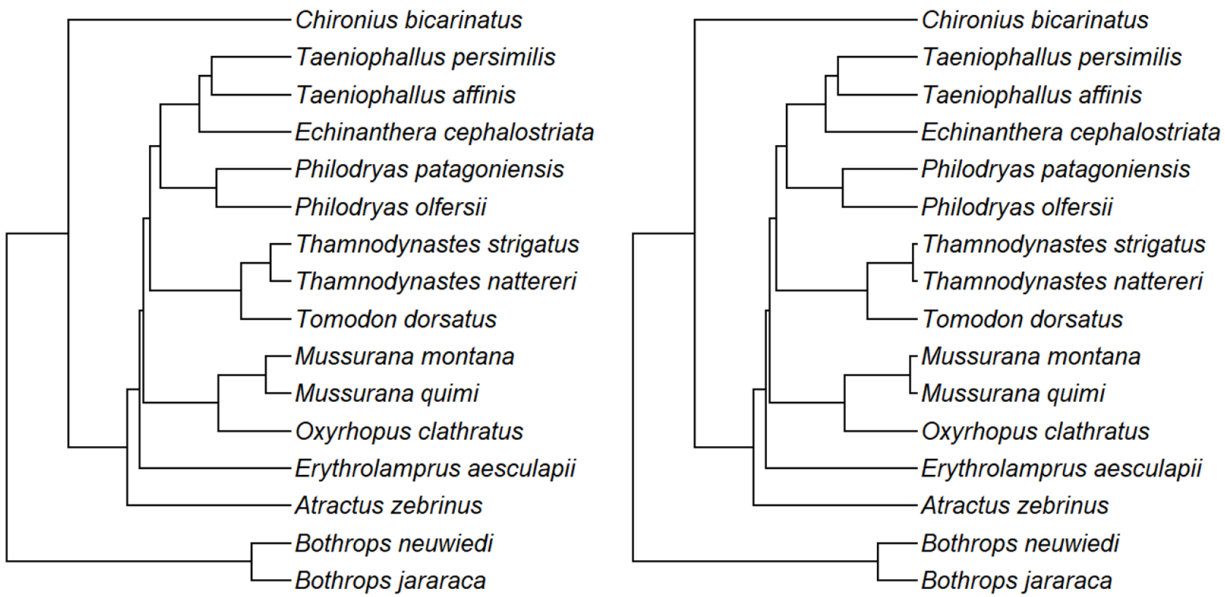 Chironius bicarinatus
Taeniophallus persimilis
Taeniophallus affinis
Echinanthera cephalostriata
Philodryas patagoniensis
Philodryas olfersii
Thamnodynastes strigatus
Thamnodynastes nattereri
Tomodon dorsatus
Mussurana montana
Mussurana quimi
Oxyrhopus clathratus
Erythrolamprus aesculapii
Atractus zebrinus
Bothrops neuwiedi
Bothrops jararaca
Chironius bicarinatus
Taeniophallus persimilis
Taeniophallus affinis
Echinanthera cephalostriata
Philodryas patagoniensis
Philodryas olfersii
Thamnodynastes strigatus
Thamnodynastes nattereri
Tomodon dorsatus
Mussurana montana
Mussurana quimi
Oxyrhopus clathratus
Erythrolamprus aesculapii
Atractus zebrinus
Bothrops neuwiedi
Bothrops jararaca